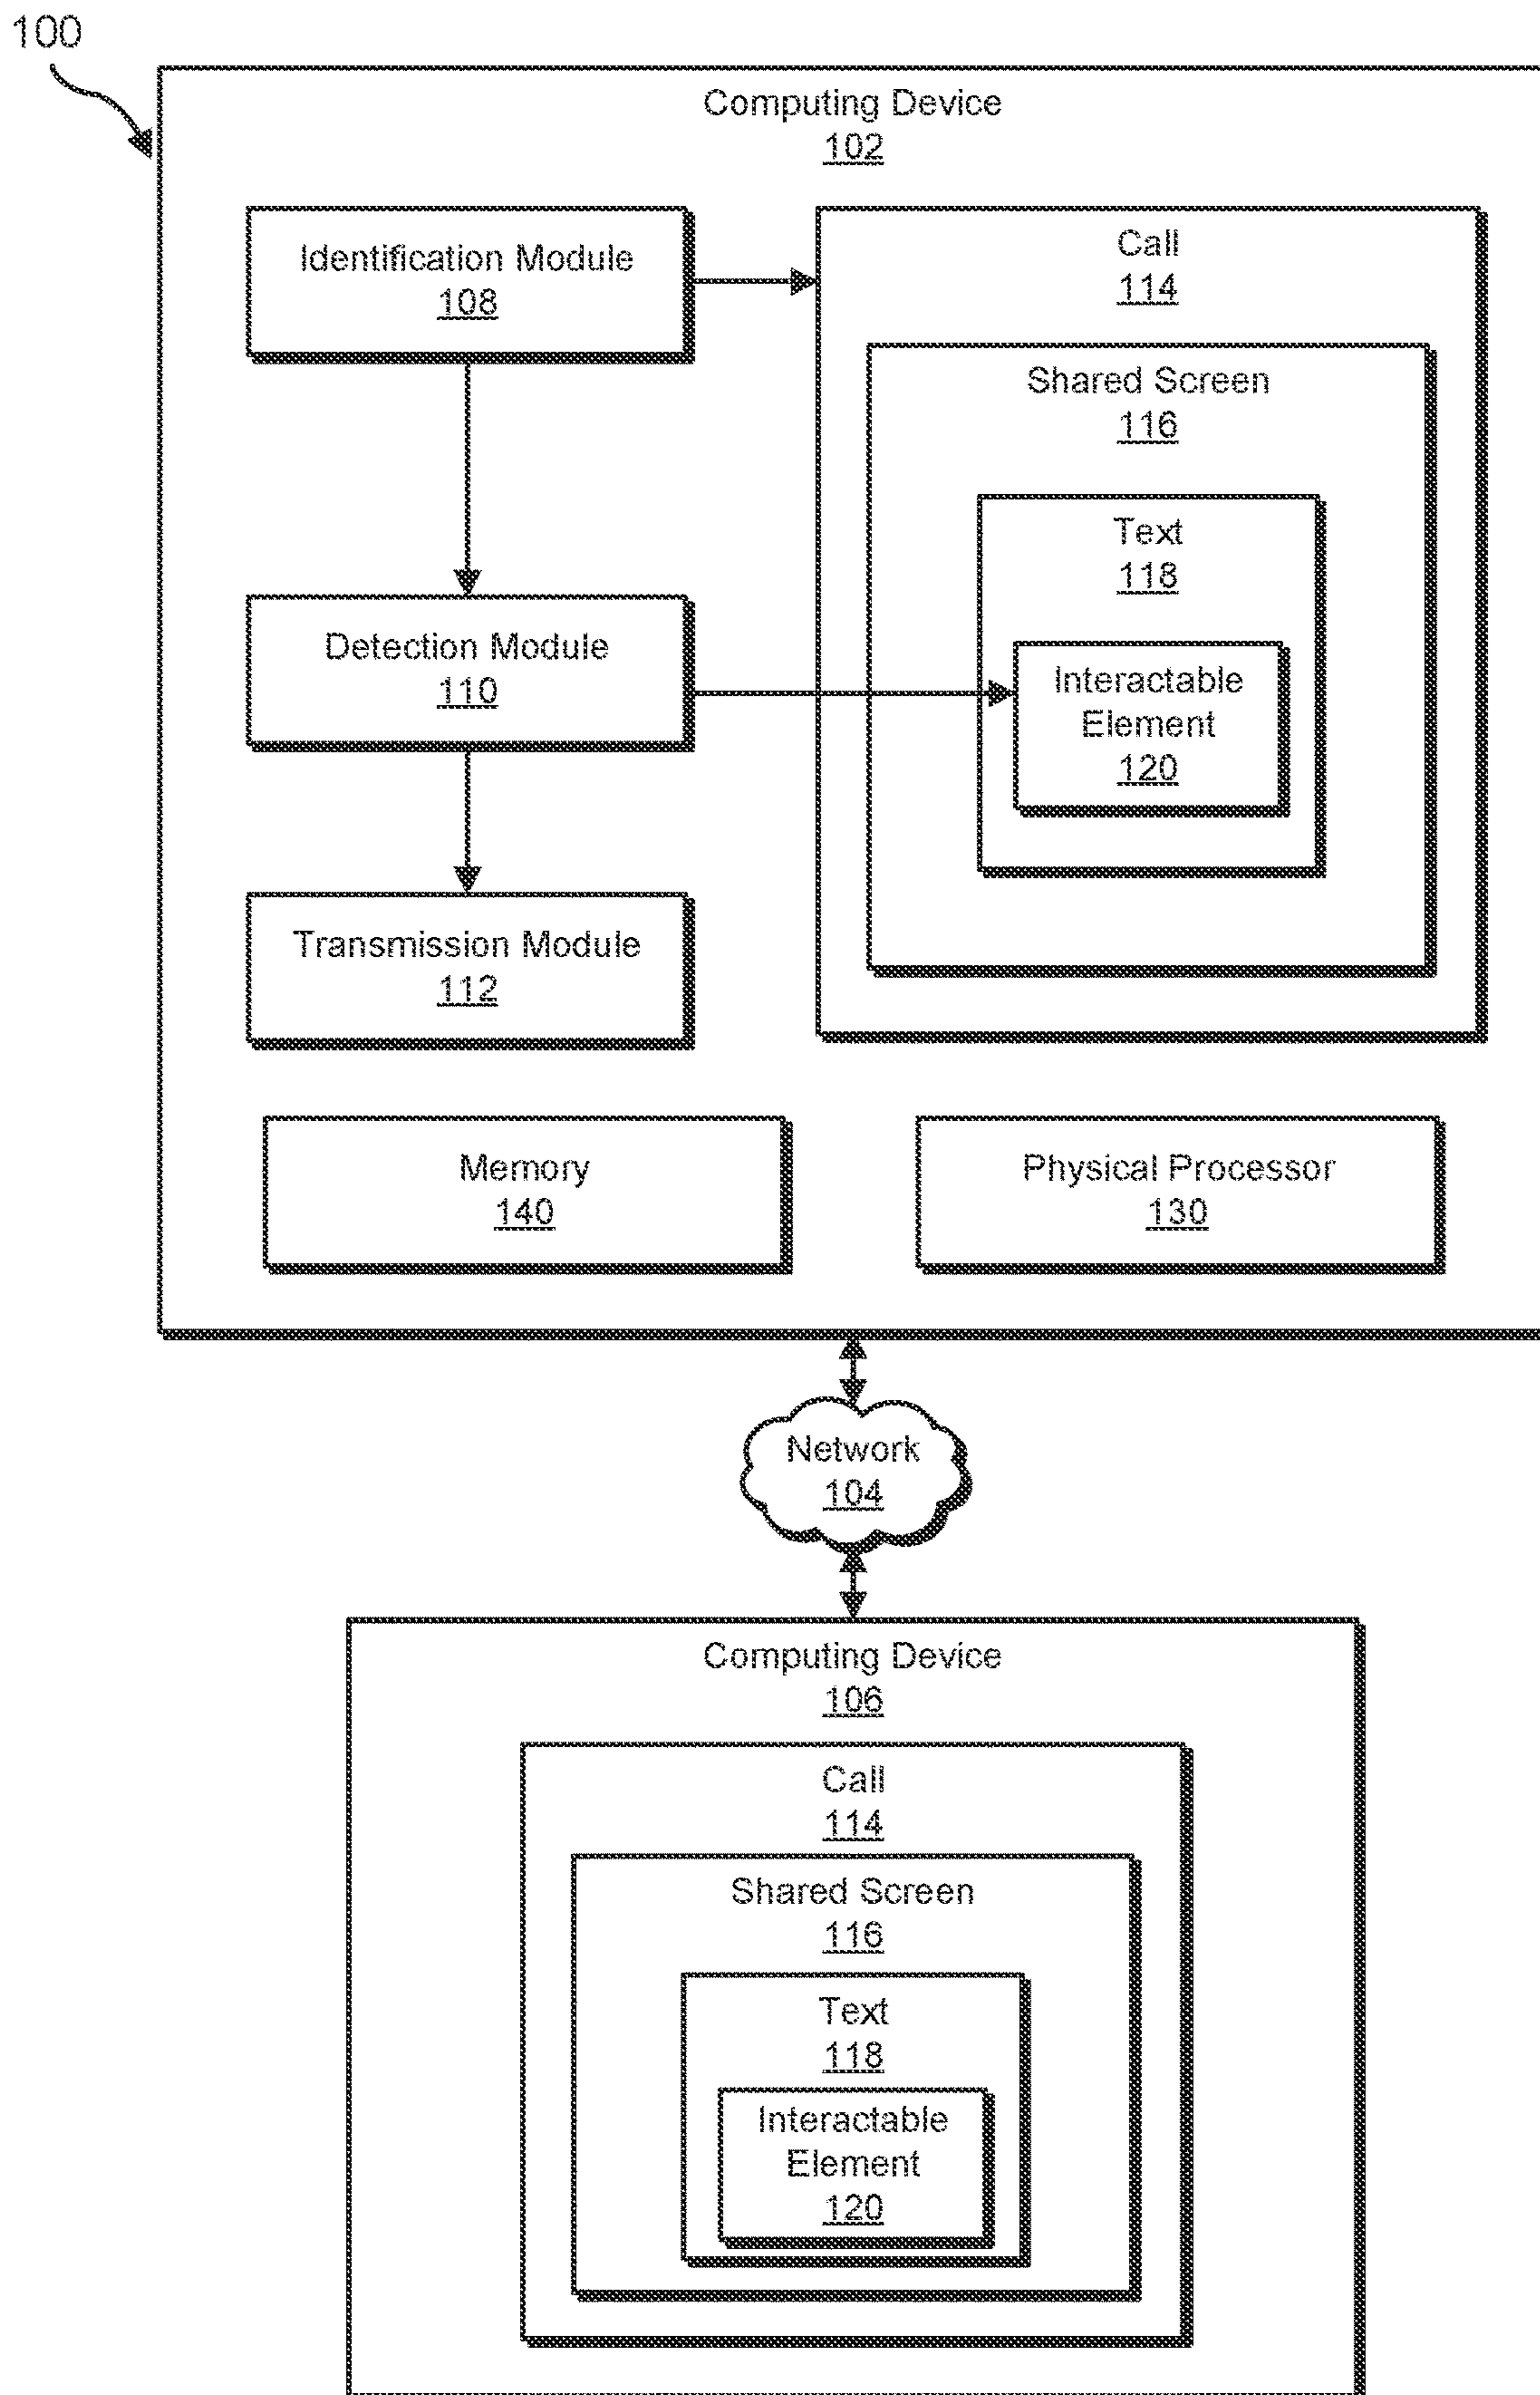 100
Computing Device
102
Identification Module
108
Call
114
Shared Screen
116
Text
118
Detection Module
110
Interactable
Element
120
Transmission Module
112
Memory
140
Physical Processor
130
Network
104
Computing Device
106
Call
114
Shared Screen
116
Text
118
Interactable
Element
120